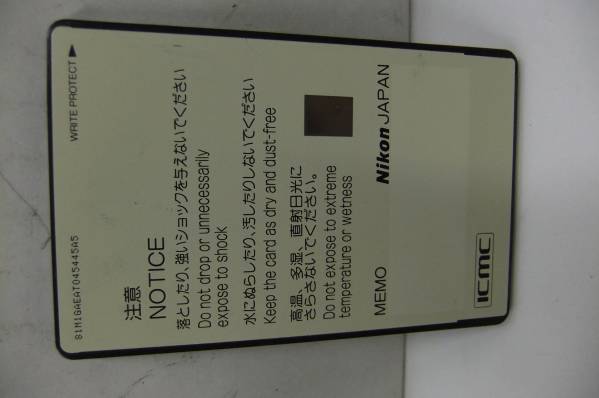 81M1GAEAT045445A5
WRITE PROTECT▶
注意
NOTICE
落としたり、強いショックを与えないでください
Do not drop or unnecessarily
expose to shock
水にぬらしたり、汚したりしないでください
Keep the card as dry and dust-free
高温、多湿、直射日光に
さらさないでください。
Do not expose to extreme
temperature or wetness
MEMO
Nikon JAPAN
ICMC